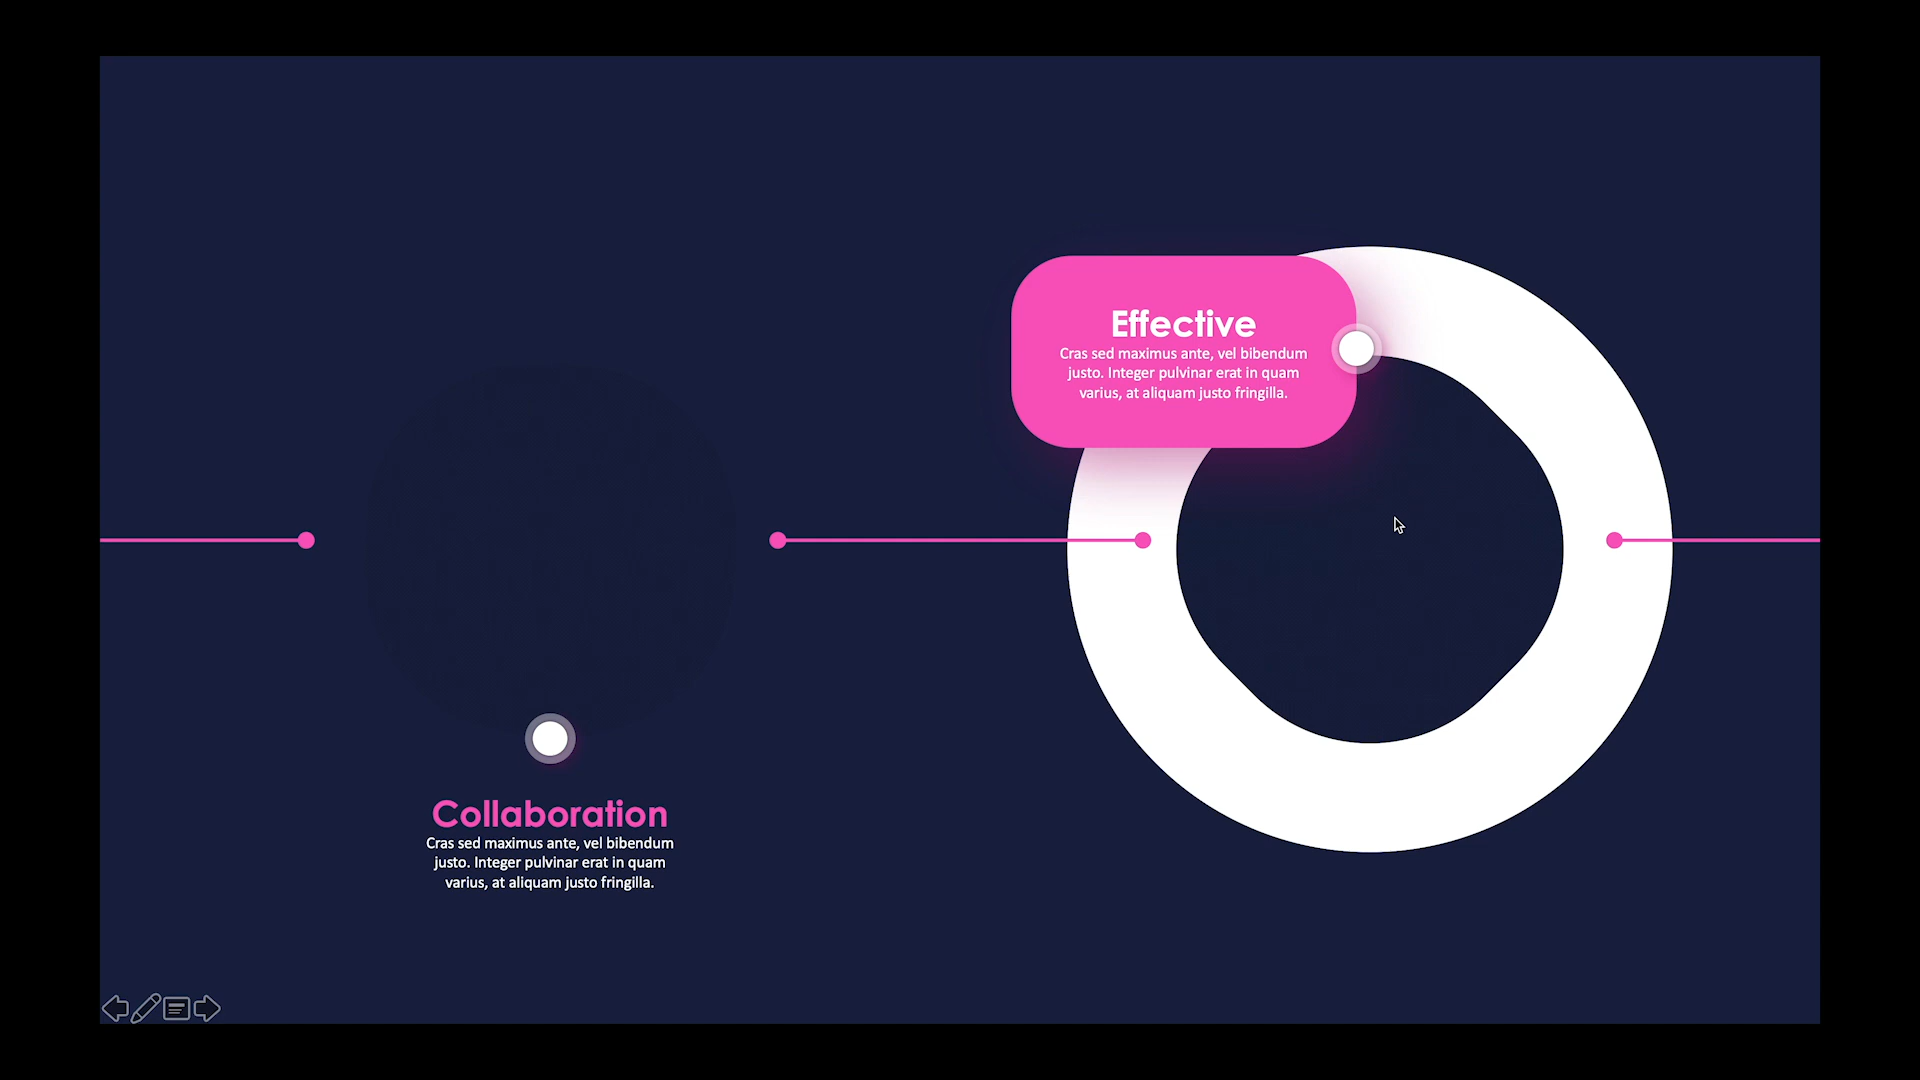 Effective
Cras sed maximus ante, vel bibendum
justo. Integer pulvinar erat in quam
varius, at aliquam justo fringilla.
Collaboration
Cras sed maximus ante, vel bibendum
justo. Integer pulvinar erat in quam
varius, at aliquam justo fringilla.